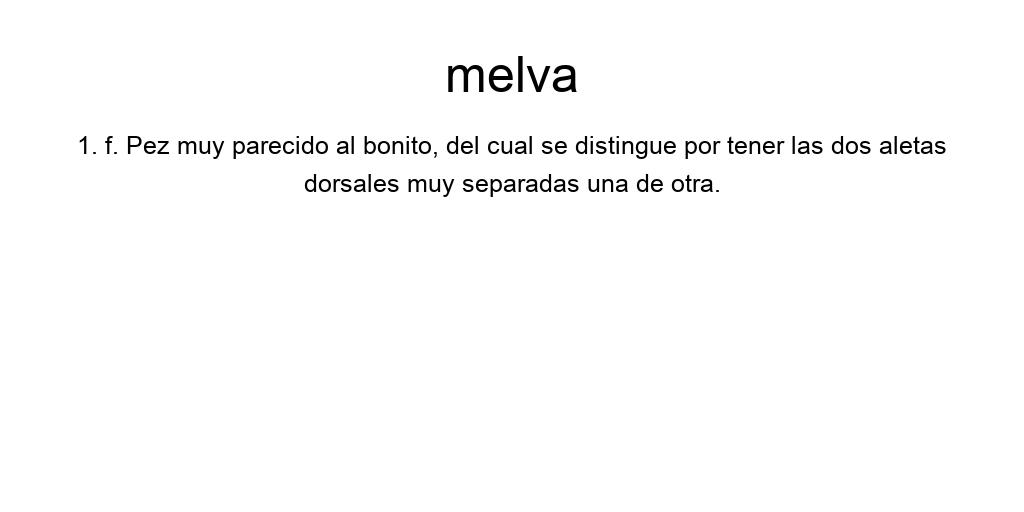 melva
1. f. Pez muy parecido al bonito, del cual se distingue por tener las dos aletas
dorsales muy separadas una de otra.